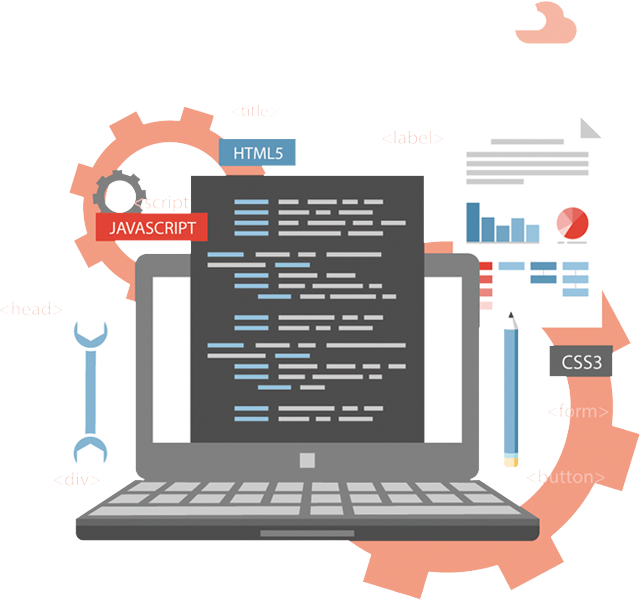 <title>
HTML5
<label>
<script
JAVASCRIPT
<head>
CSS3
<form>
<div>
<button>